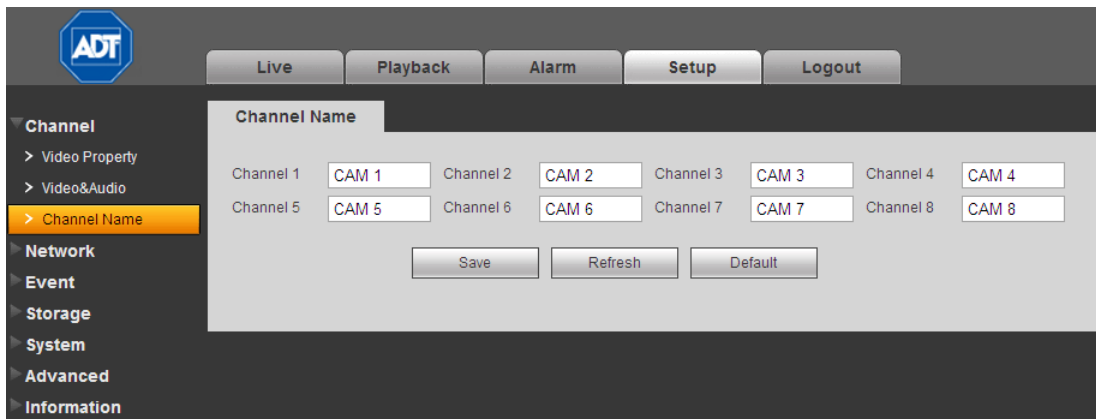 ADT
Live Playback Alarm Setup Logout
Channel
> Video Property
> Video&Audio
> Channel Name
Network
Event
Storage
System
Advanced
Information
Channel Name
Channel 1 CAM 1 Channel 2 CAM 2 Channel 3 CAM 3 Channel 4 CAM 4
Channel 5 CAM 5 Channel 6 CAM 6 Channel 7 CAM 7 Channel 8 CAM 8
Save Refresh Default